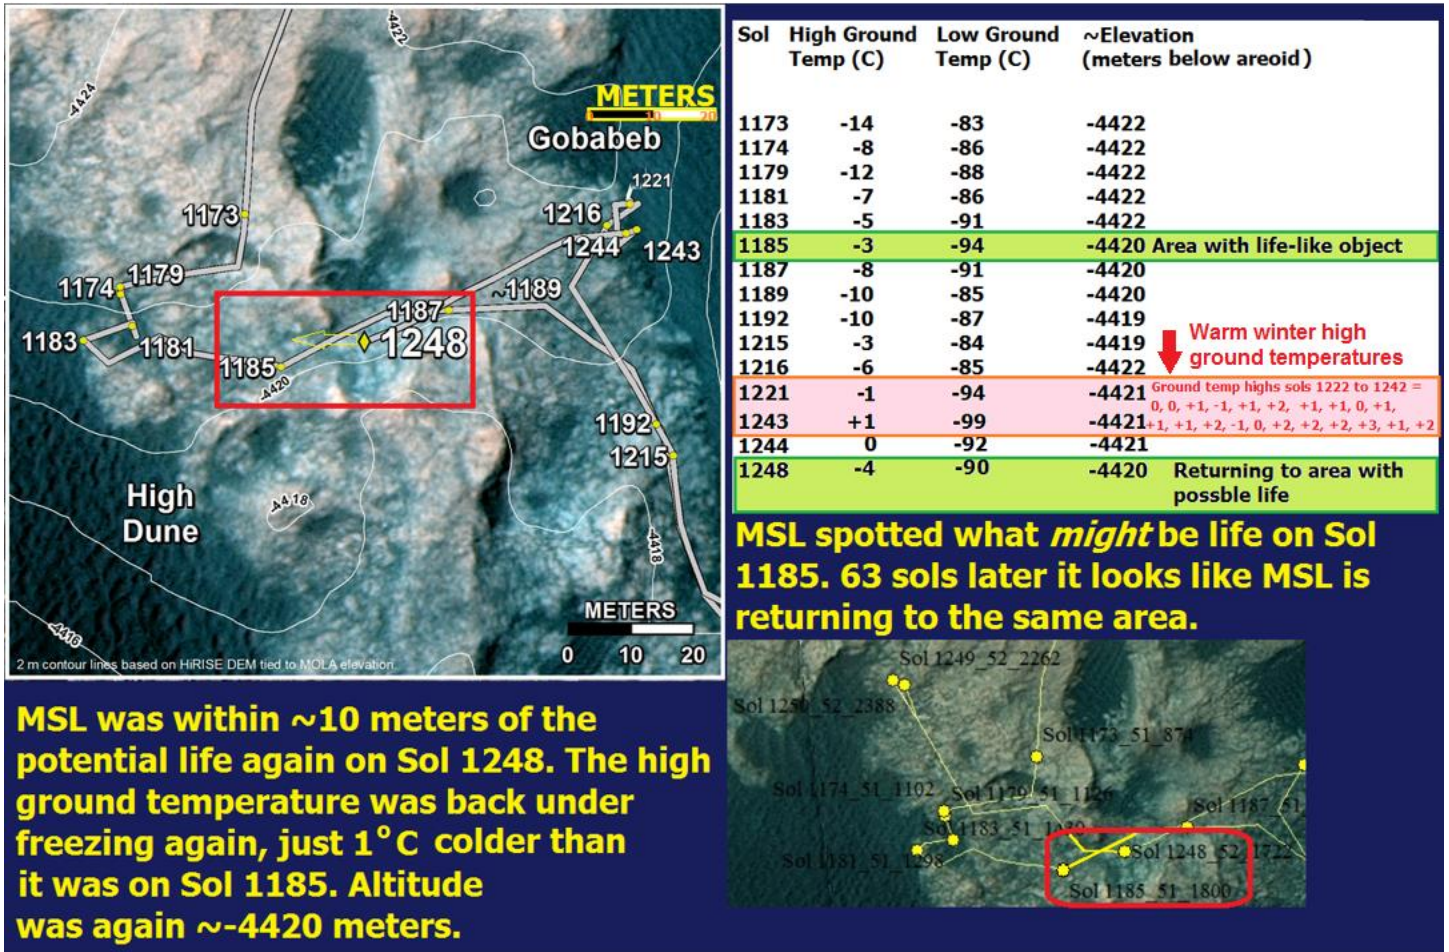 -4422
-4424
METERS
0 10 20
Gobabeb
1221
1216
1173
1244
1243
1179
1174
~1189
1187
1248
1183
1181
1185
-4420
1192
1215
High
Dune
-4418
-4418
METERS
0 10 20
-4416
2 m contour lines based on HiRISE DEM tied to MOLA elevation.
Sol High Ground Low Ground ~Elevation
Temp (C) Temp (C) (meters below areoid)
1173 -14 -83 -4422
1174 -8 -86 -4422
1179 -12 -88 -4422
1181 -7 -86 -4422
1183 -5 -91 -4422
1185 -3 -94 -4420 Area with life-like object
1187 -8 -91 -4420
1189 -10 -85 -4420
1192 -10 -87 -4419
1215 -3 -84 -4419
1216 -6 -85 -4422
Warm winter high
ground temperatures
1221 -1 -94 -4421 Ground temp highs sols 1222 to 1242 =
0, 0, +1, -1, +1, +2, +1, +1, 0, +1,
1243 +1 -99 -4421 +1, +1, +2, -1, 0, +2, +2, +2, +3, +1, +2
1244 0 -92 -4421
1248 -4 -90 -4420 Returning to area with
possble life
MSL spotted what might be life on Sol
1185. 63 sols later it looks like MSL is
returning to the same area.
Sol 1249_52_2262
Sol 1250_52_2388
Sol 1173_51_874
Sol 1174_51_1102
Sol 1179_51_1126
Sol 1187_51
Sol 1181_51_1298
Sol 1248_52_1722
Sol 1185_51_1800
MSL was within ~10 meters of the
potential life again on Sol 1248. The high
ground temperature was back under
freezing again, just 1°C colder than
it was on Sol 1185. Altitude
was again ~-4420 meters.